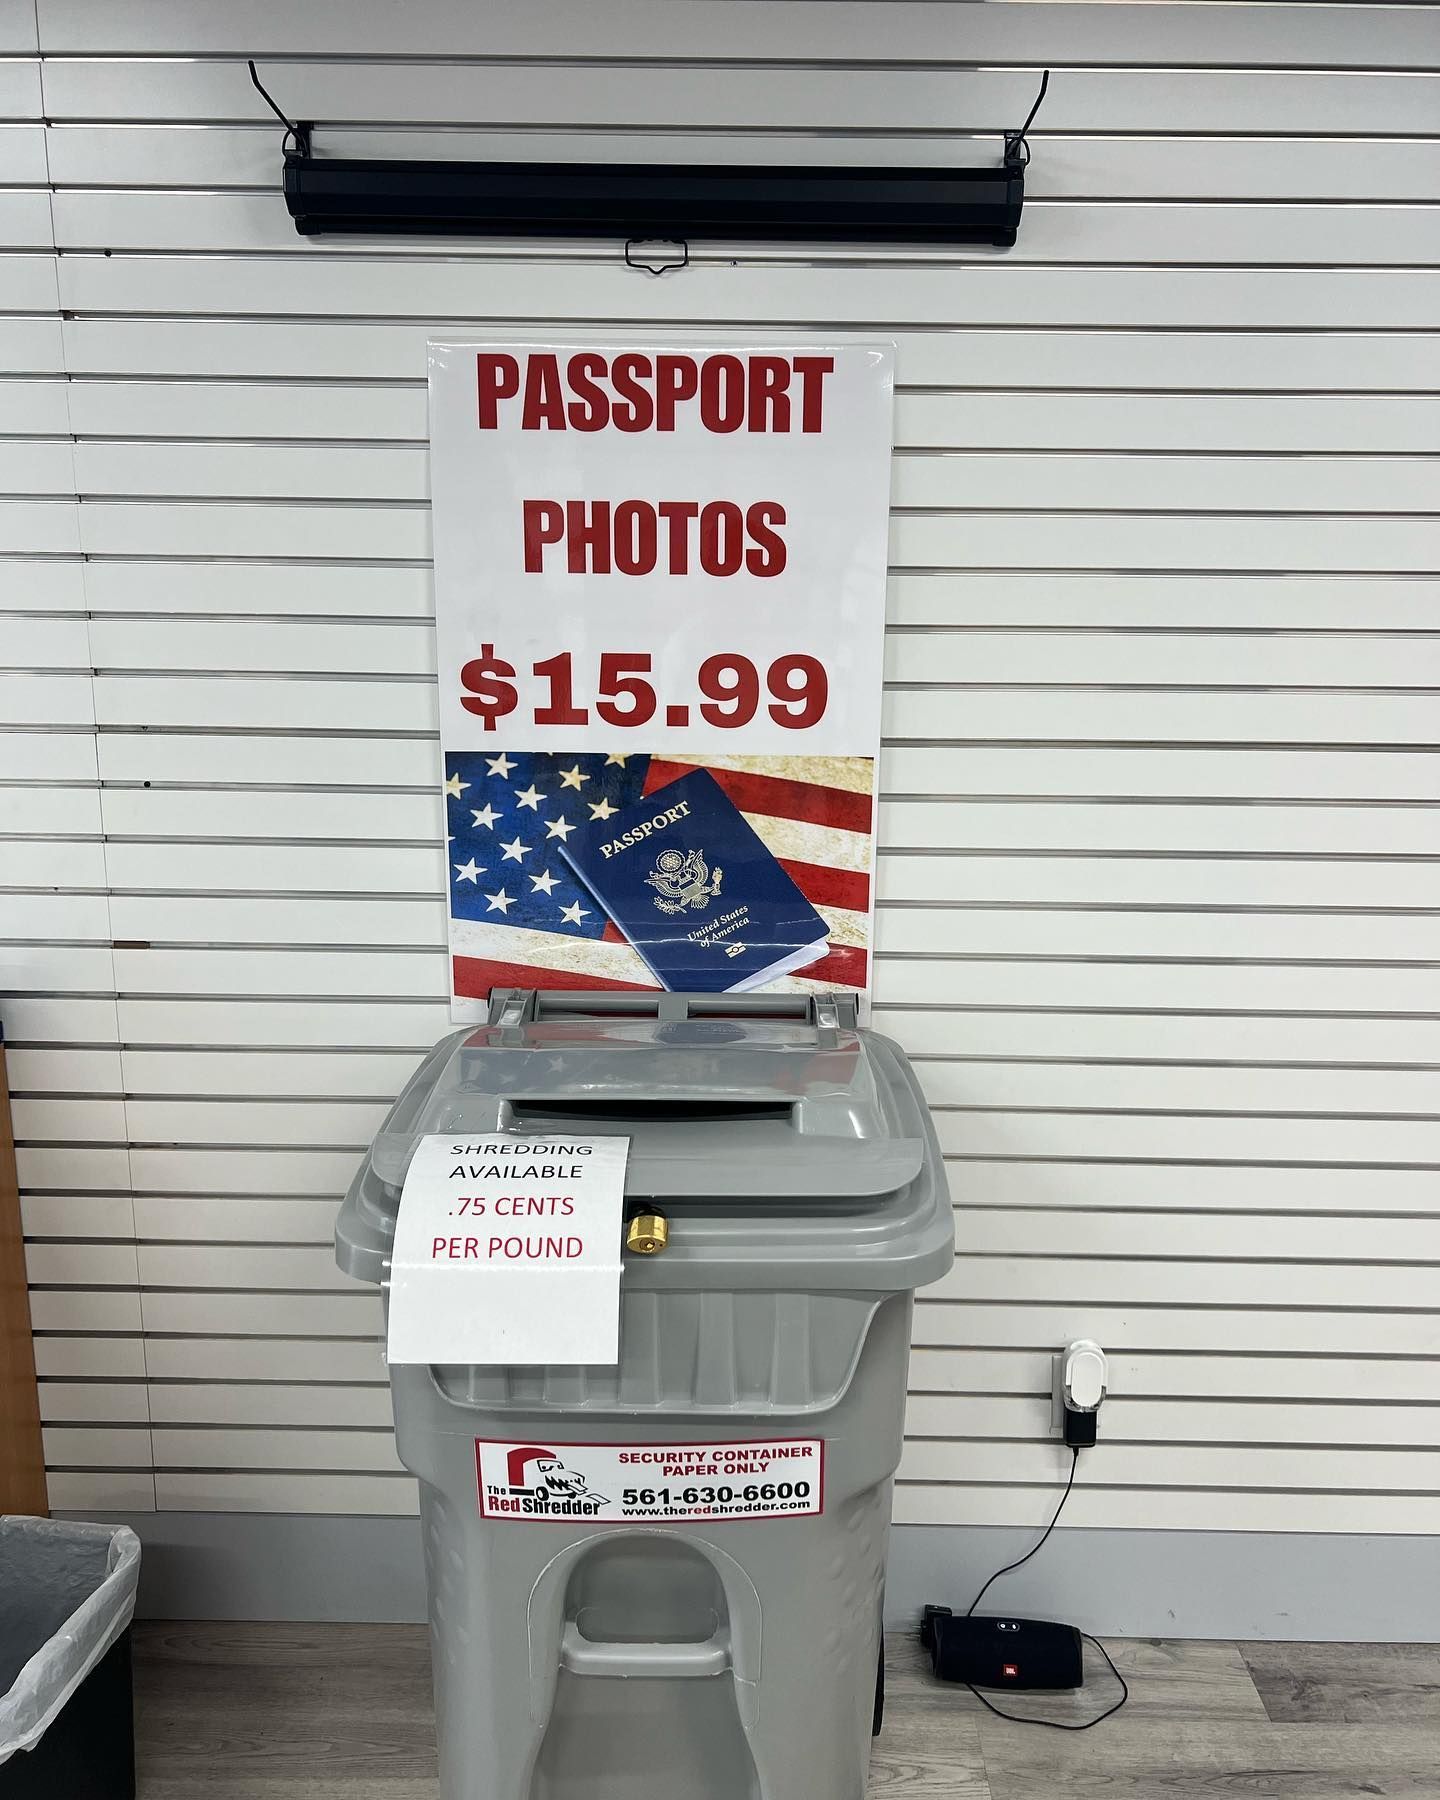 PASSPORT
PHOTOS
$15.99
PASSPORT
United States
of America
SHREDDING
AVAILABLE
.75 CENTS
PER POUND
The
Red Shredder
SECURITY CONTAINER
PAPER ONLY
561-630-6600
www.theredshredder.com
JBL